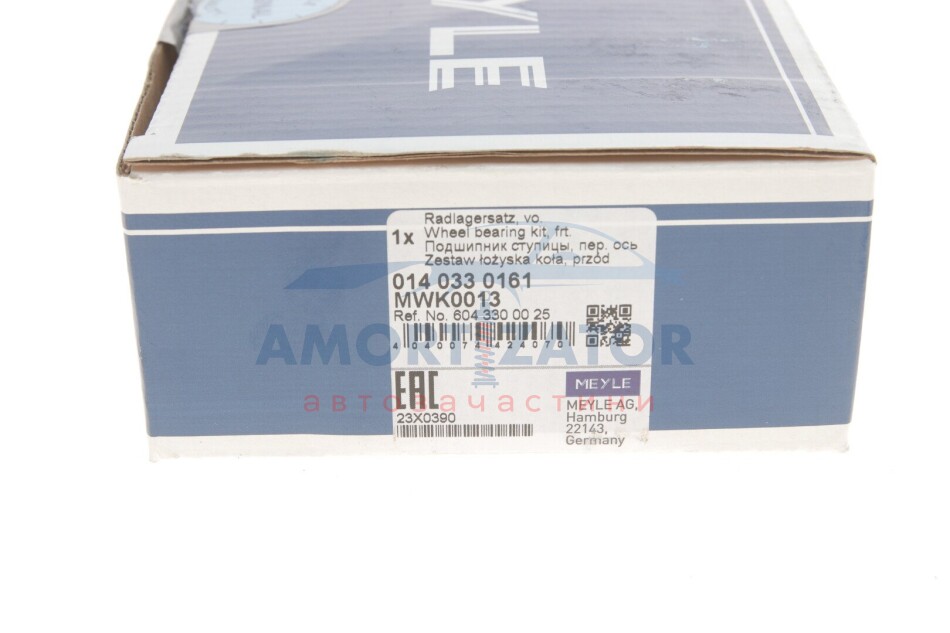 MEYLE
Radlagersatz, vo.
1x Wheel bearing kit, frt.
Подшипник ступицы, пер. ось
Zestaw łożyska koła, przód
014 033 0161
MWK0013
Ref. No. 604 330 00 25
4 040074 424070
AMORTIZATOR
EAC
MEYLE
автозапчастини
23X0390
MEYLE AG,
Hamburg
22143,
Germany